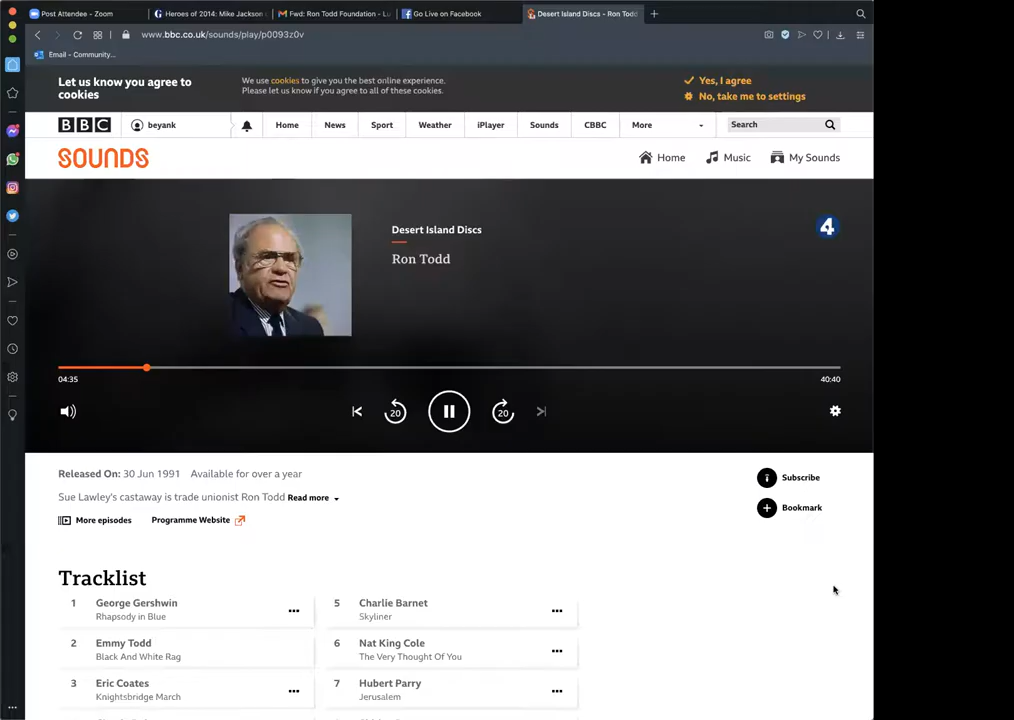 Post Attendee - Zoom
Heroes of 2014: Mike Jackson
Fwd: Ron Todd Foundation - Lu
Go Live on Facebook
Desert Island Discs - Ron Todd
www.bbc.co.uk/sounds/play/p0093z0v
Email - Community...
Let us know you agree to
cookies
We use cookies to give you the best online experience.
Please let us know if you agree to all of these cookies.
Yes, I agree
No, take me to settings
BBC
beyank
Home
News
Sport
Weather
iPlayer
Sounds
CBBC
More
Search
SOUNDS
Home
Music
My Sounds
Desert Island Discs
Ron Todd
4
04:35
40:40
20
20
Released On: 30 Jun 1991 Available for over a year
Subscribe
Sue Lawley's castaway is trade unionist Ron Todd Read more
Bookmark
More episodes
Programme Website
Tracklist
1 George Gershwin
Rhapsody in Blue
5 Charlie Barnet
Skyliner
2 Emmy Todd
Black And White Rag
6 Nat King Cole
The Very Thought Of You
3 Eric Coates
Knightsbridge March
7 Hubert Parry
Jerusalem